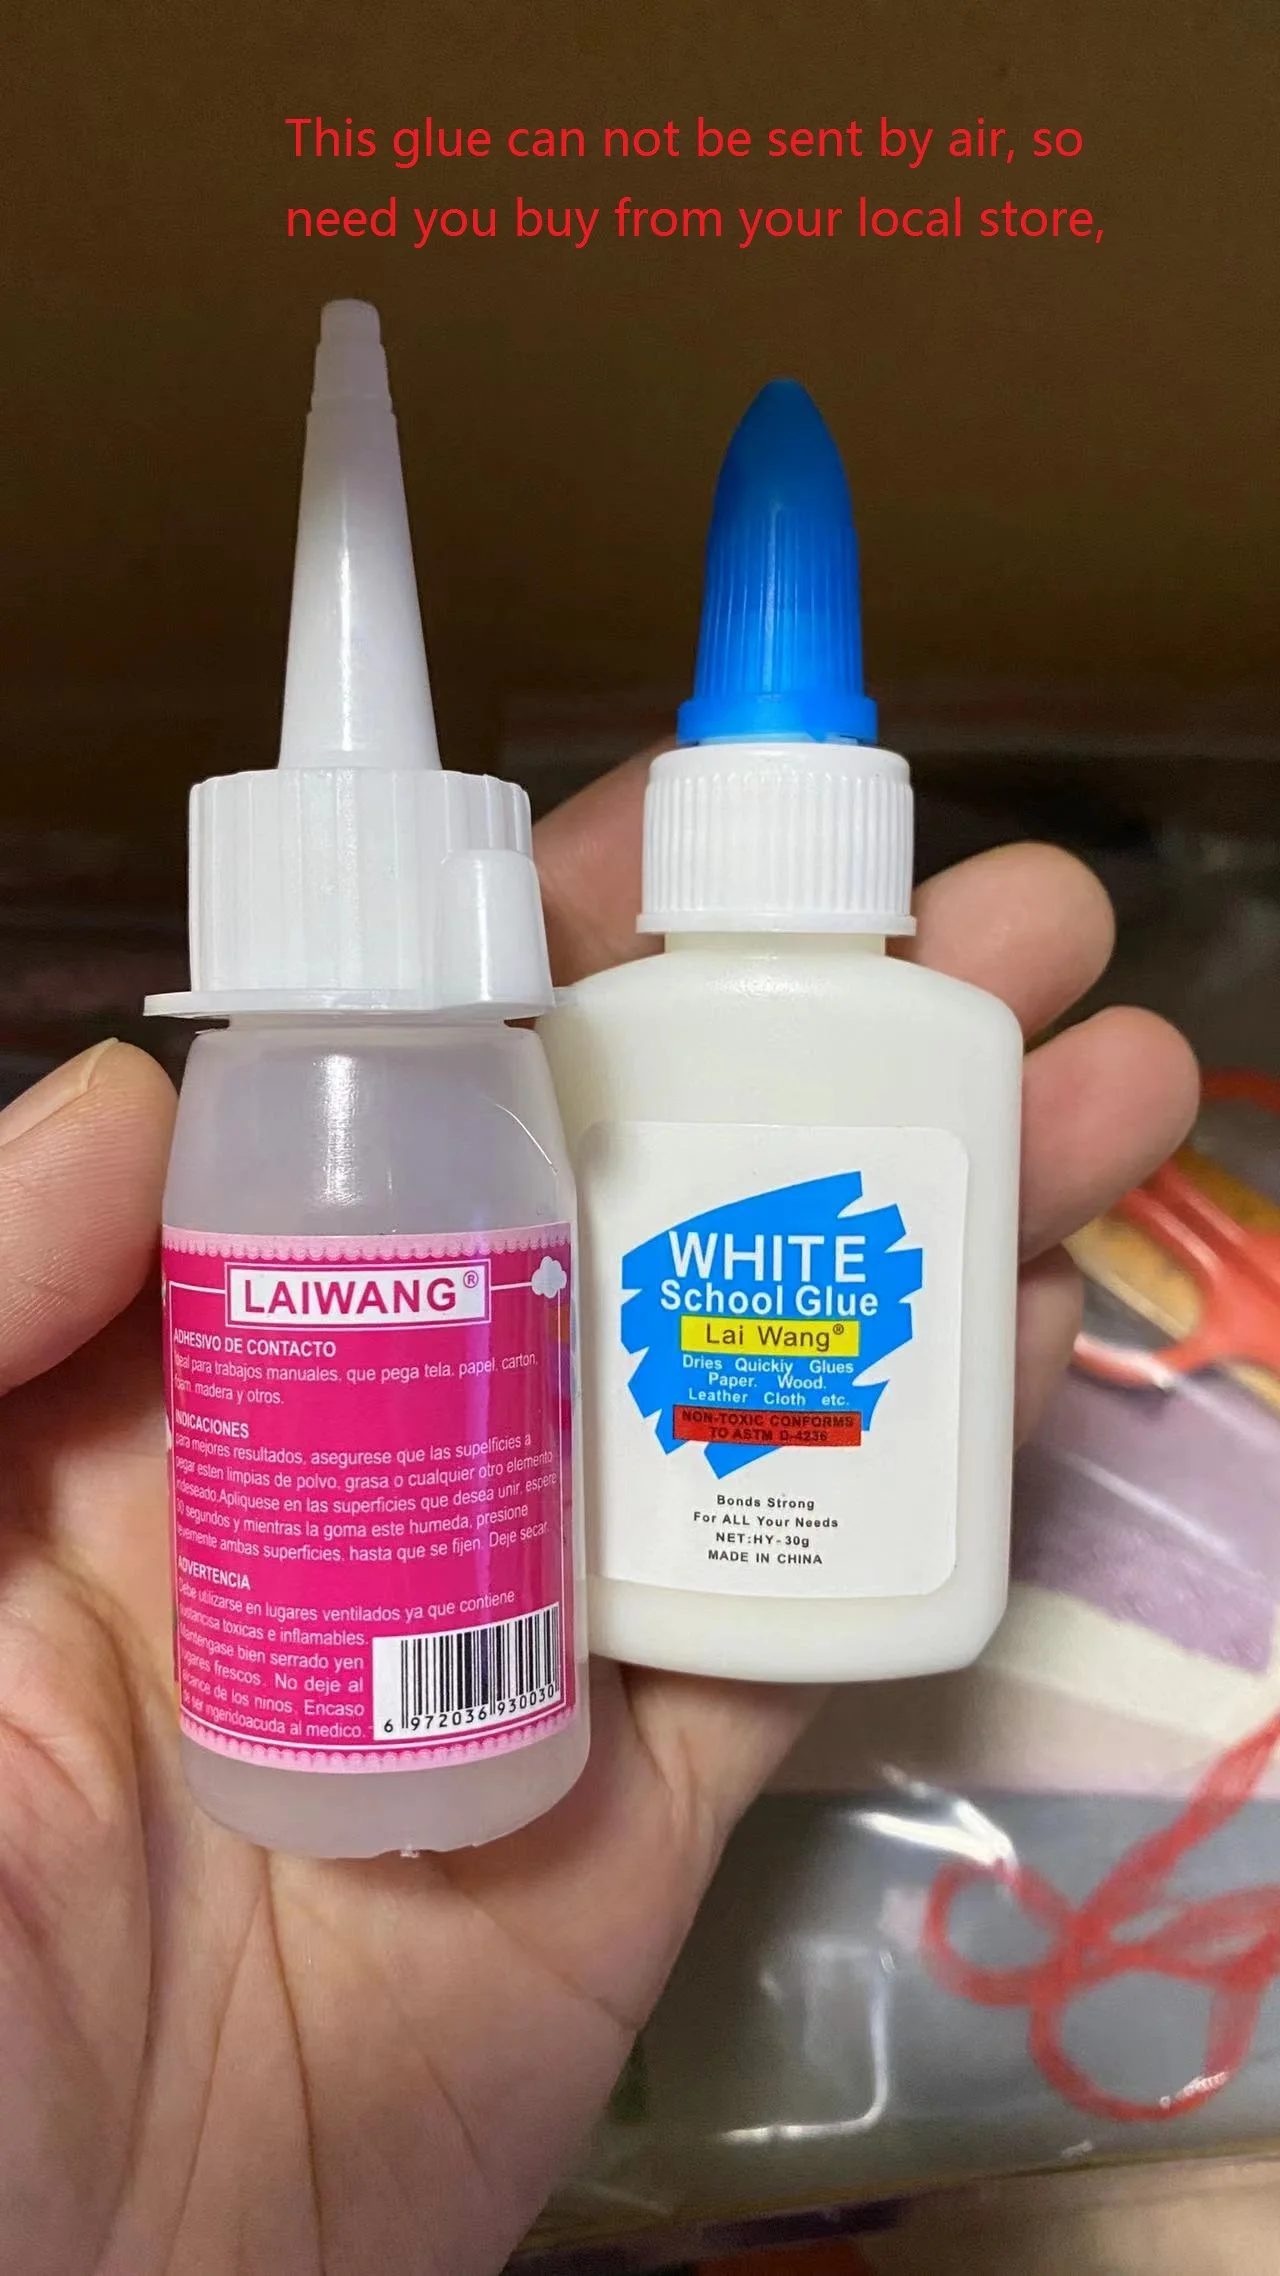 This glue can not be sent by air, so
need you buy from your local store,
LAIWANG®
ADHESIVO DE CONTACTO
Ideal para trabajos manuales, que pega tela, papel, carton,
foam, madera y otros.
INDICACIONES
para mejores resultados, asegurese que las supelficies a
pegar esten limpias de polvo, grasa o cualquier otro elemento
indeseado,Apliquese en las superficies que desea unir, espere
30 segundos y mientras la goma este humeda, presione
levemente ambas superficies, hasta que se fijen. Deje secar.
ADVERTENCIA
Debe utilizarse en lugares ventilados ya que contiene
sustancisa toxicas e inflamables.
Mantengase bien serrado yen
lugares frescos. No deje al
alcance de los ninos. Encaso
de ser ingeridoacuda al medico.
6 972036 930030
WHITE
School Glue
Lai Wang®
Dries Quickiy Glues
Paper. Wood.
Leather Cloth etc.
NON-TOXIC CONFORMS
TO ASTM D-4236
Bonds Strong
For ALL Your Needs
NET:HY-30g
MADE IN CHINA